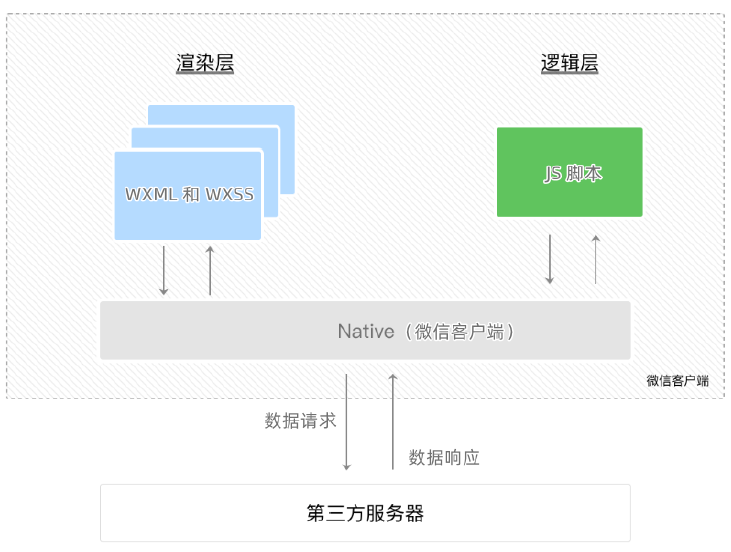 渲染层
逻辑层
WXML 和 WXSS
JS 脚本
Native（微信客户端）
微信客户端
数据请求
数据响应
第三方服务器